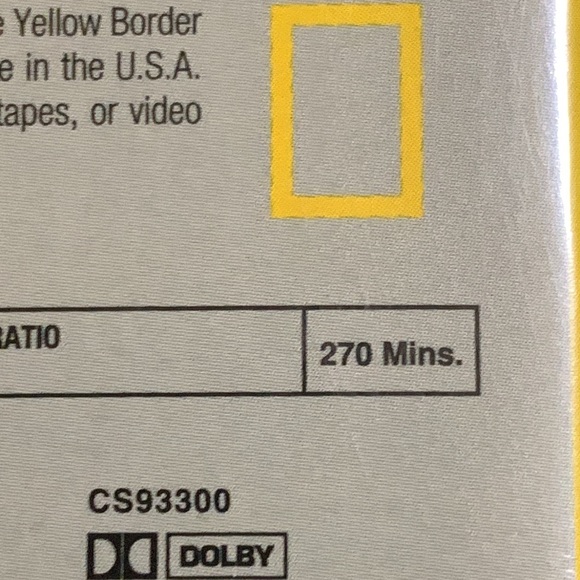 Yellow Border
in the U.S.A.
tapes, or video
RATIO
270 Mins.
CS93300
DOLBY